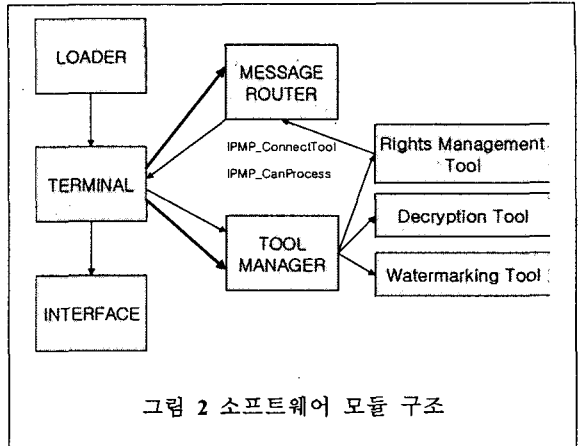 LOADER
MESSAGE
ROUTER
IPMP_ConnectTool
Rights Management
Tool
TERMINAL
IPMP_CanProcess
Decryption Tool
TOOL
MANAGER
Watermarking Tool
INTERFACE
그림 2 소프트웨어 모듈 구조